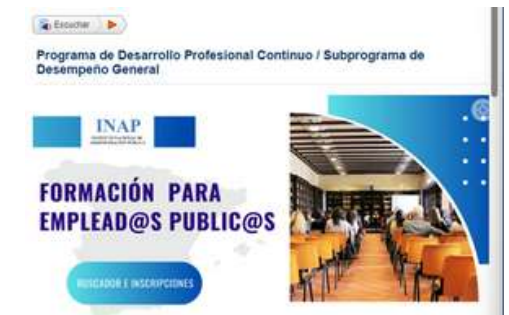 Escuchar
Programa de Desarrollo Profesional Continuo / Subprograma de
Desempeño General
INAP
FORMACIÓN PARA
EMPLEAD@S PUBLIC@S
BUSCADOR E INSCRIPCIONES